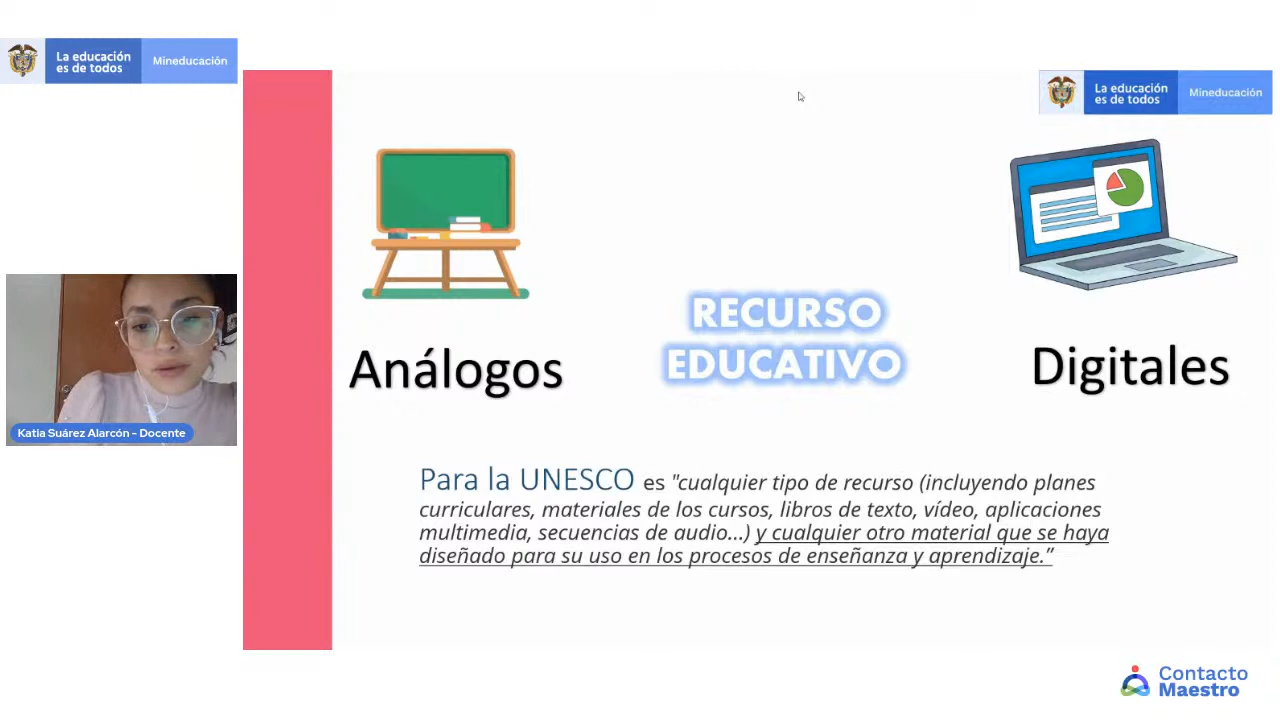 La educación
es de todos
Mineducación
La educación
es de todos
Mineducación
RECURSO
EDUCATIVO
Análogos
Digitales
Katia Suárez Alarcón – Docente
Para la UNESCO es "cualquier tipo de recurso (incluyendo planes
curriculares, materiales de los cursos, libros de texto, vídeo, aplicaciones
multimedia, secuencias de audio...) y cualquier otro material que se haya
diseñado para su uso en los procesos de enseñanza y aprendizaje.”
Contacto
Maestro